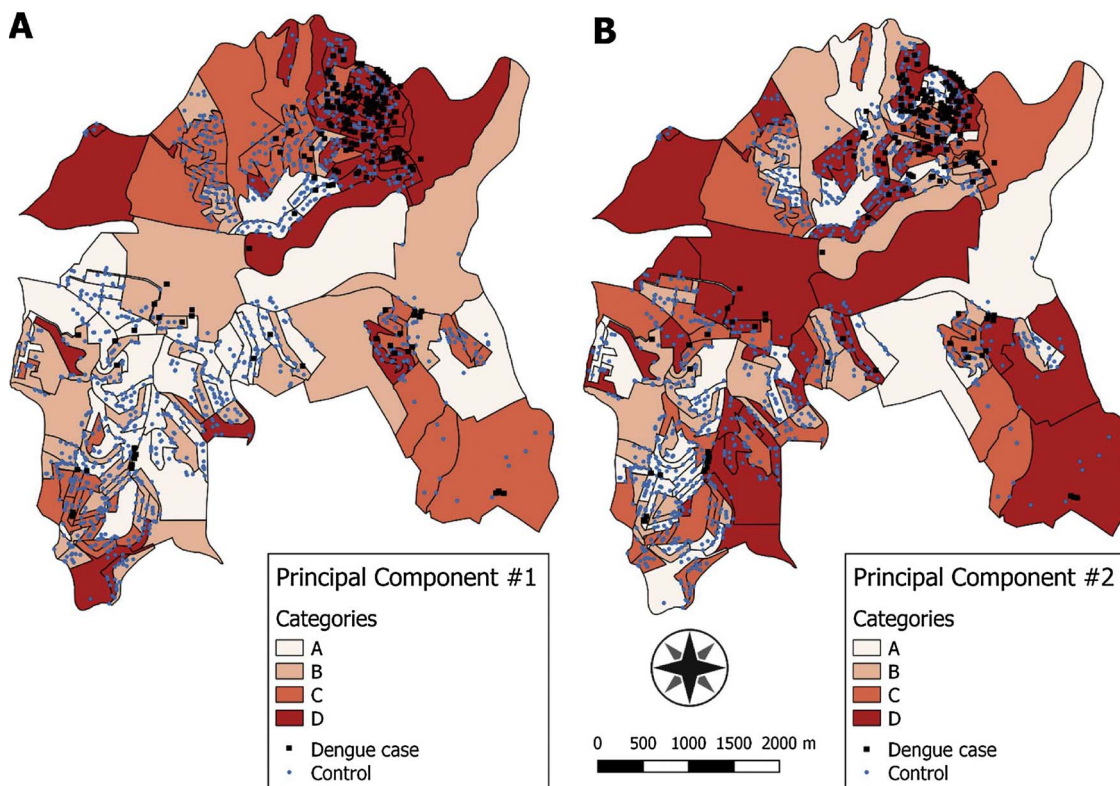 A
B
Principal Component #1
Categories
A
B
C
D
Dengue case
Control
0 500 1000 1500 2000 m
Principal Component #2
Categories
A
B
C
D
Dengue case
Control